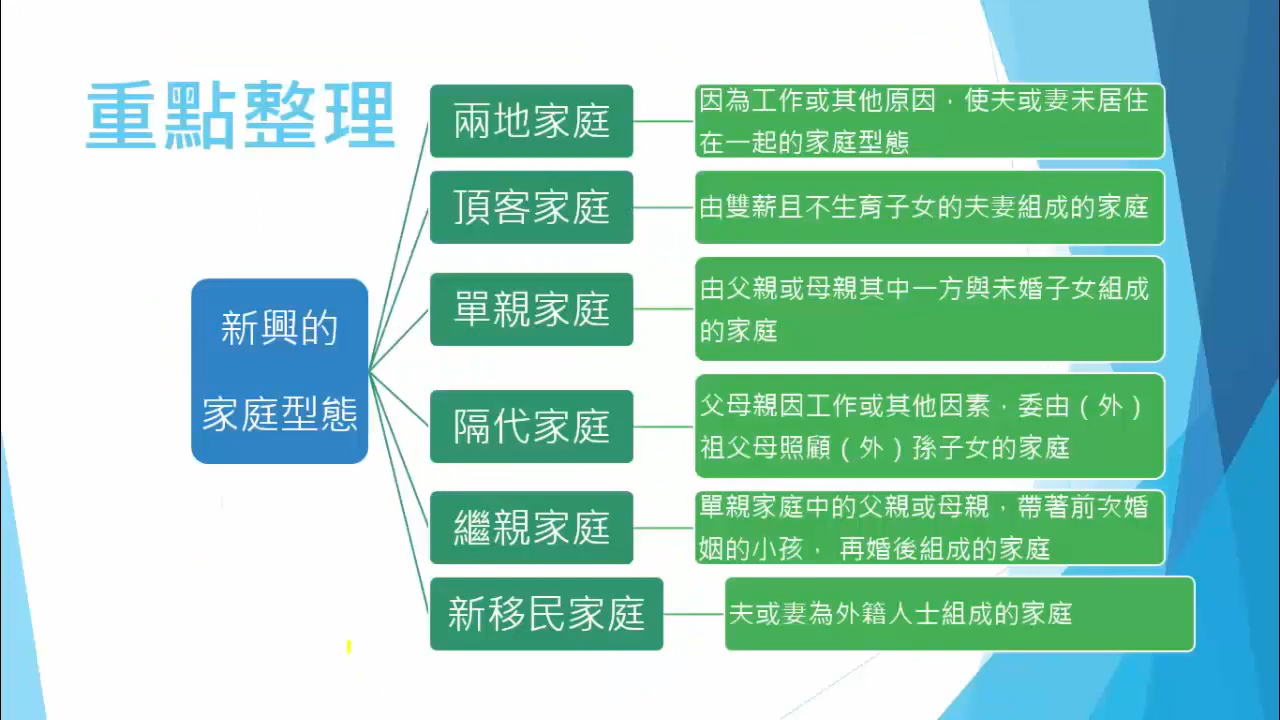 重點整理
新興的
家庭型態
兩地家庭
因為工作或其他原因，使夫或妻未居住
在一起的家庭型態
頂客家庭
由雙薪且不生育子女的夫妻組成的家庭
單親家庭
由父親或母親其中一方與未婚子女組成
的家庭
隔代家庭
父母親因工作或其他因素，委由（外）
祖父母照顧（外）孫子女的家庭
繼親家庭
單親家庭中的父親或母親，帶著前次婚
姻的小孩， 再婚後組成的家庭
新移民家庭
夫或妻為外籍人士組成的家庭